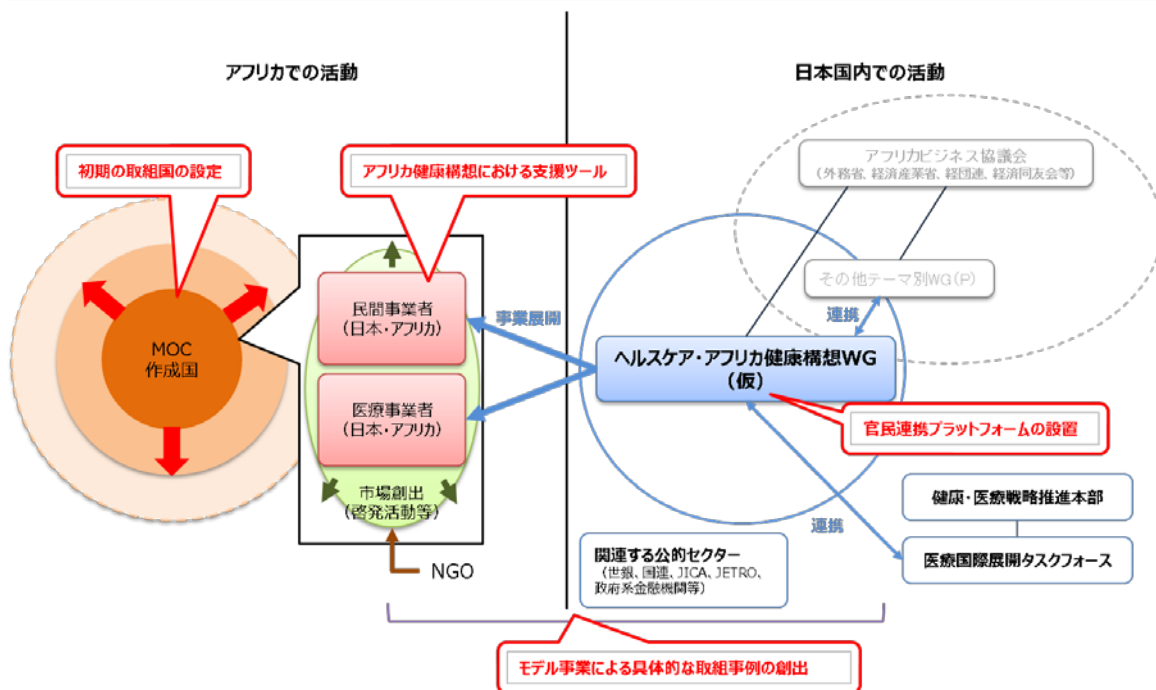 アフリカでの活動
日本国内での活動
初期の取組国の設定
アフリカ健康構想における支援ツール
アフリカビジネス協議会
(外務省、経済産業省、経団連、経済同友会等)
その他テーマ別WG(P)
連携
民間事業者
(日本・アフリカ)
事業展開
MOC
作成国
ヘルスケア・アフリカ健康構想WG
(仮)
医療事業者
(日本・アフリカ)
官民連携プラットフォームの設置
市場創出
(啓発活動等)
健康・医療戦略推進本部
連携
NGO
関連する公的セクター
(世銀、国連、JICA、JETRO、
政府系金融機関等)
医療国際展開タスクフォース
モデル事業による具体的な取組事例の創出